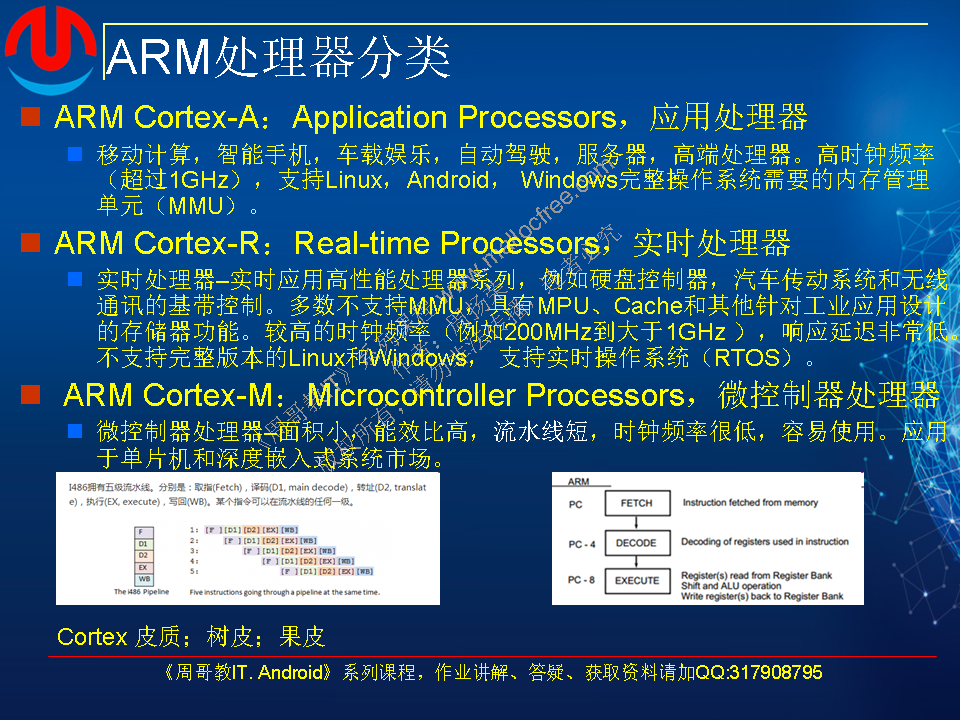 ARM处理器分类
ARM Cortex-A：Application Processors，应用处理器
移动计算，智能手机，车载娱乐，自动驾驶，服务器，高端处理器。高时钟频率
（超过1GHz），支持Linux，Android， Windows完整操作系统需要的内存管理
单元（MMU）。
ARM Cortex-R：Real-time Processors，实时处理器
实时处理器–实时应用高性能处理器系列，例如硬盘控制器，汽车传动系统和无线
通讯的基带控制。多数不支持MMU，具有MPU、Cache和其他针对工业应用设计
的存储器功能。较高的时钟频率（例如200MHz到大于1GHz ），响应延迟非常低。
不支持完整版本的Linux和Windows， 支持实时操作系统（RTOS）。
ARM Cortex-M：Microcontroller Processors，微控制器处理器
微控制器处理器–面积小，能效比高，流水线短，时钟频率很低，容易使用。应用
于单片机和深度嵌入式系统市场。
I486拥有五级流水线。分别是：取指(Fetch)，译码(D1, main decode)，转址(D2, translat
e)，执行(EX, execute)，写回(WB)。某个指令可以在流水线的任何一级。
F
D1
D2
EX
WB
The i486 Pipeline
1: [F ][D1][D2][EX][WB]
2: [F ][D1][D2][EX][WB]
3: [F ][D1][D2][EX][WB]
4: [F ][D1][D2][EX][WB]
5: [F ][D1][D2][EX][WB]
Five instructions going through a pipeline at the same time.
ARM
PC FETCH Instruction fetched from memory
PC - 4 DECODE Decoding of registers used in instruction
PC - 8 EXECUTE Register(s) read from Register Bank
Shift and ALU operation
Write register(s) back to Register Bank
Cortex 皮质；树皮；果皮
《周哥教IT. Android》系列课程，作业讲解、答疑、获取资料请加QQ:317908795